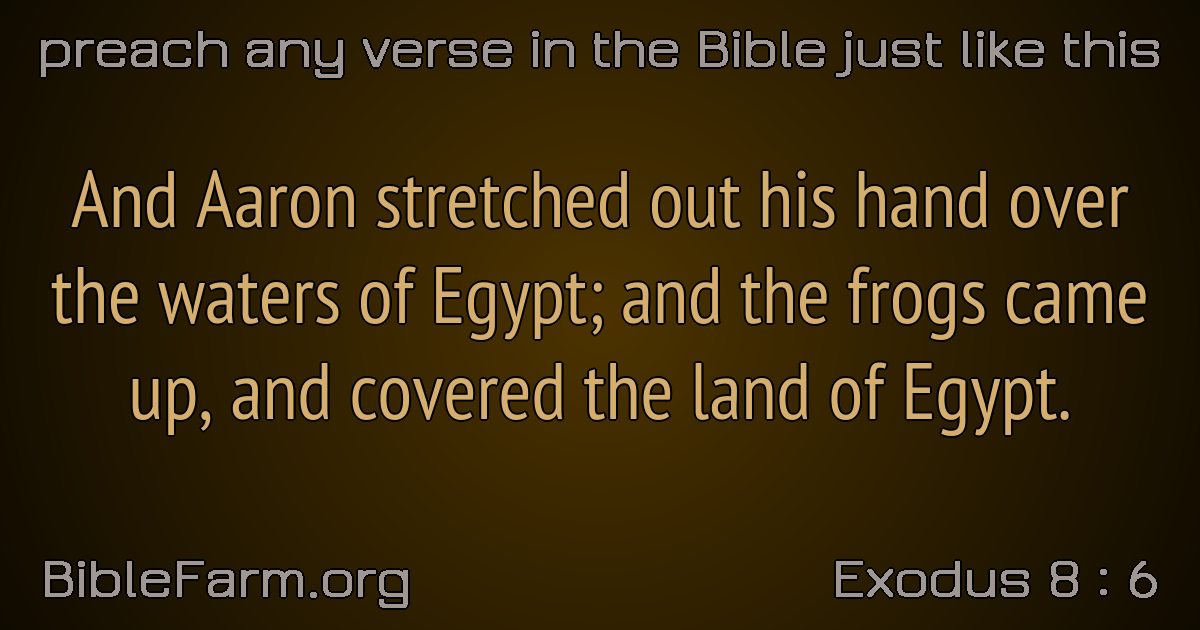 preach any verse in the Bible just like this
And Aaron stretched out his hand over
the waters of Egypt; and the frogs came
up, and covered the land of Egypt.
BibleFarm.org
Exodus 8 : 6